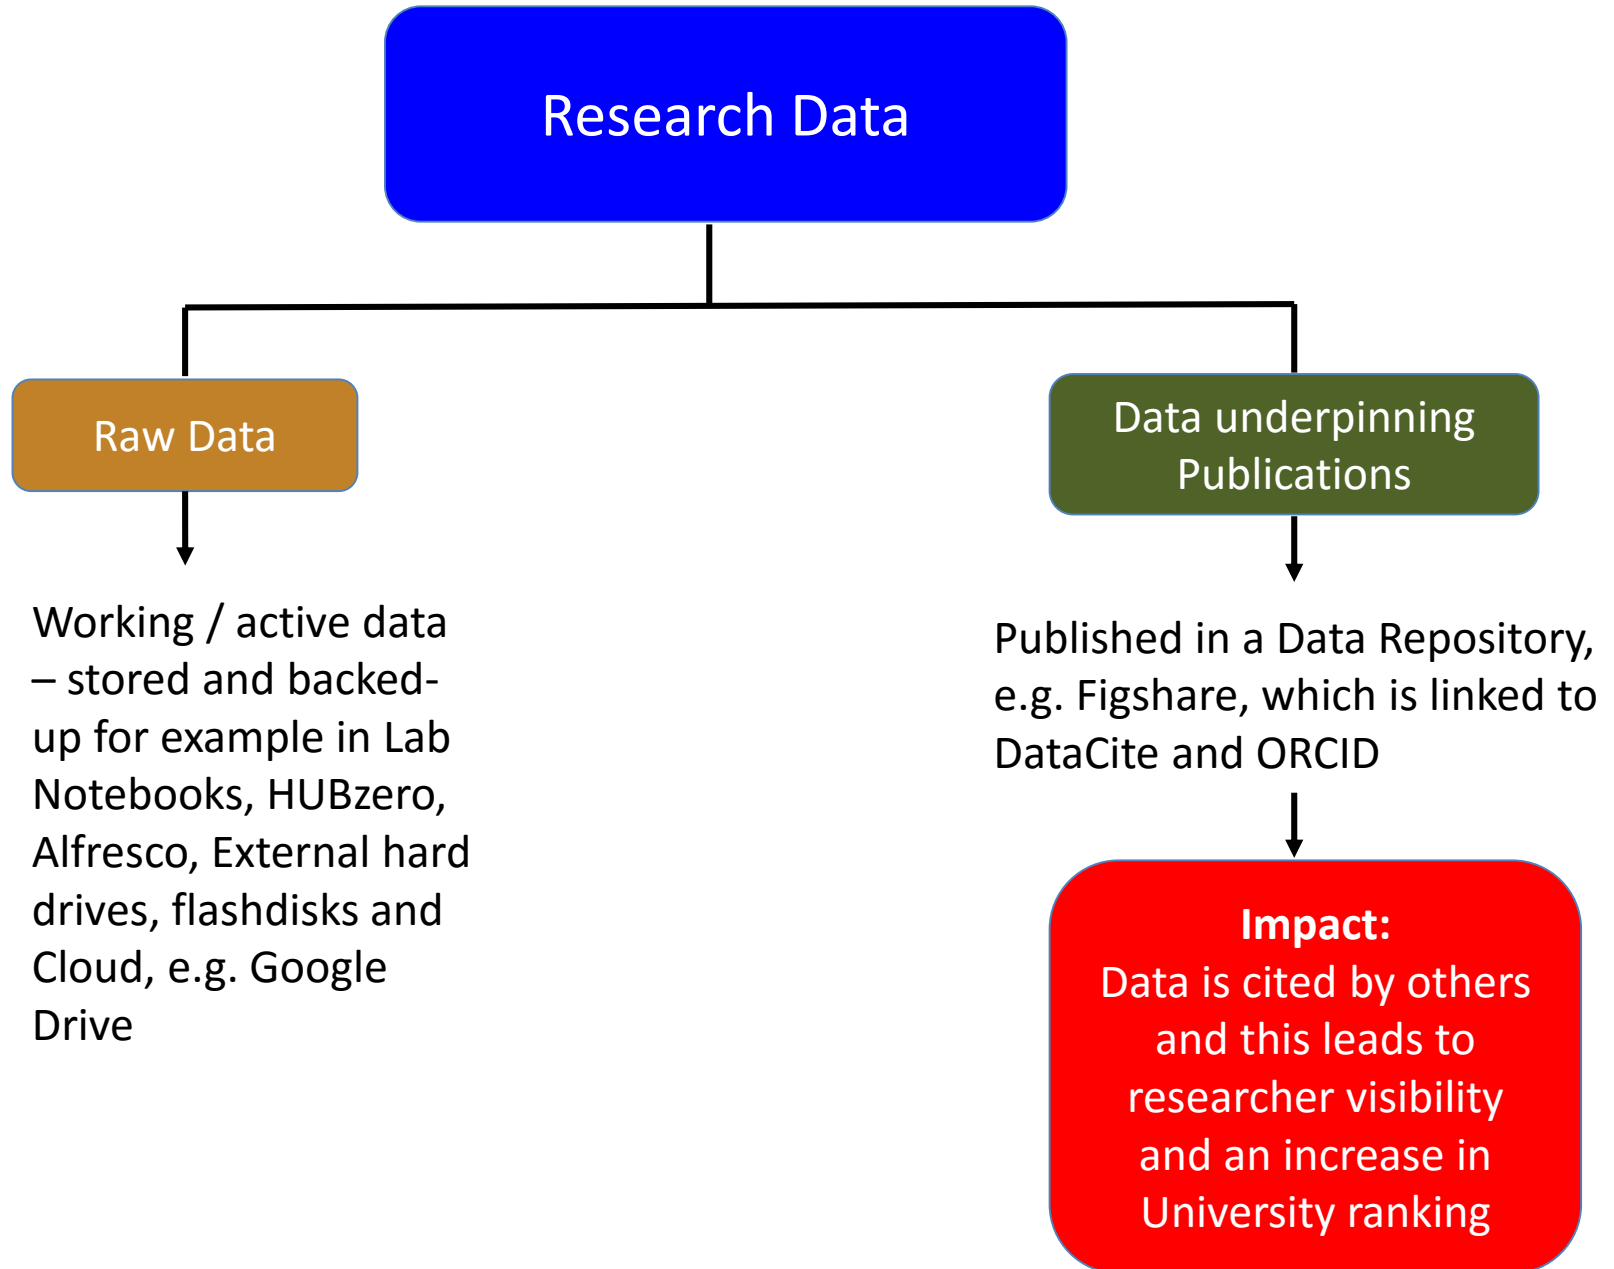 Research Data
Raw Data
Data underpinning
Publications
Working / active data
– stored and backed-
up for example in Lab
Notebooks, HUBzero,
Alfresco, External hard
drives, flashdisks and
Cloud, e.g. Google
Drive
Published in a Data Repository,
e.g. Figshare, which is linked to
DataCite and ORCID
Impact:
Data is cited by others
and this leads to
researcher visibility
and an increase in
University ranking